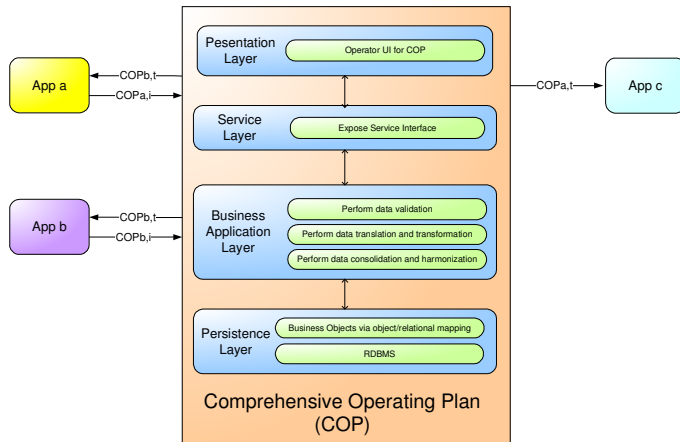 Pesentation
Layer
Operator UI for COP
App a
COPb,t
COPa,i
COPa,t
App c
Service
Layer
Expose Service Interface
App b
COPb,t
COPb,i
Business
Application
Layer
Perform data validation
Perform data translation and transformation
Perform data consolidation and harmonization
Persistence
Layer
Business Objects via object/relational mapping
RDBMS
Comprehensive Operating Plan
(COP)